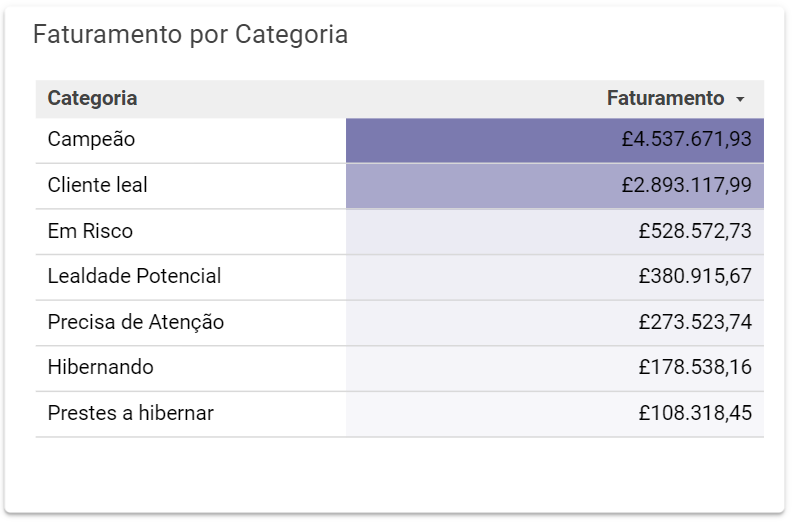 Faturamento por Categoria
Categoria Faturamento
Campeão £4.537.671,93
Cliente leal £2.893.117,99
Em Risco £528.572,73
Lealdade Potencial £380.915,67
Precisa de Atenção £273.523,74
Hibernando £178.538,16
Prestes a hibernar £108.318,45